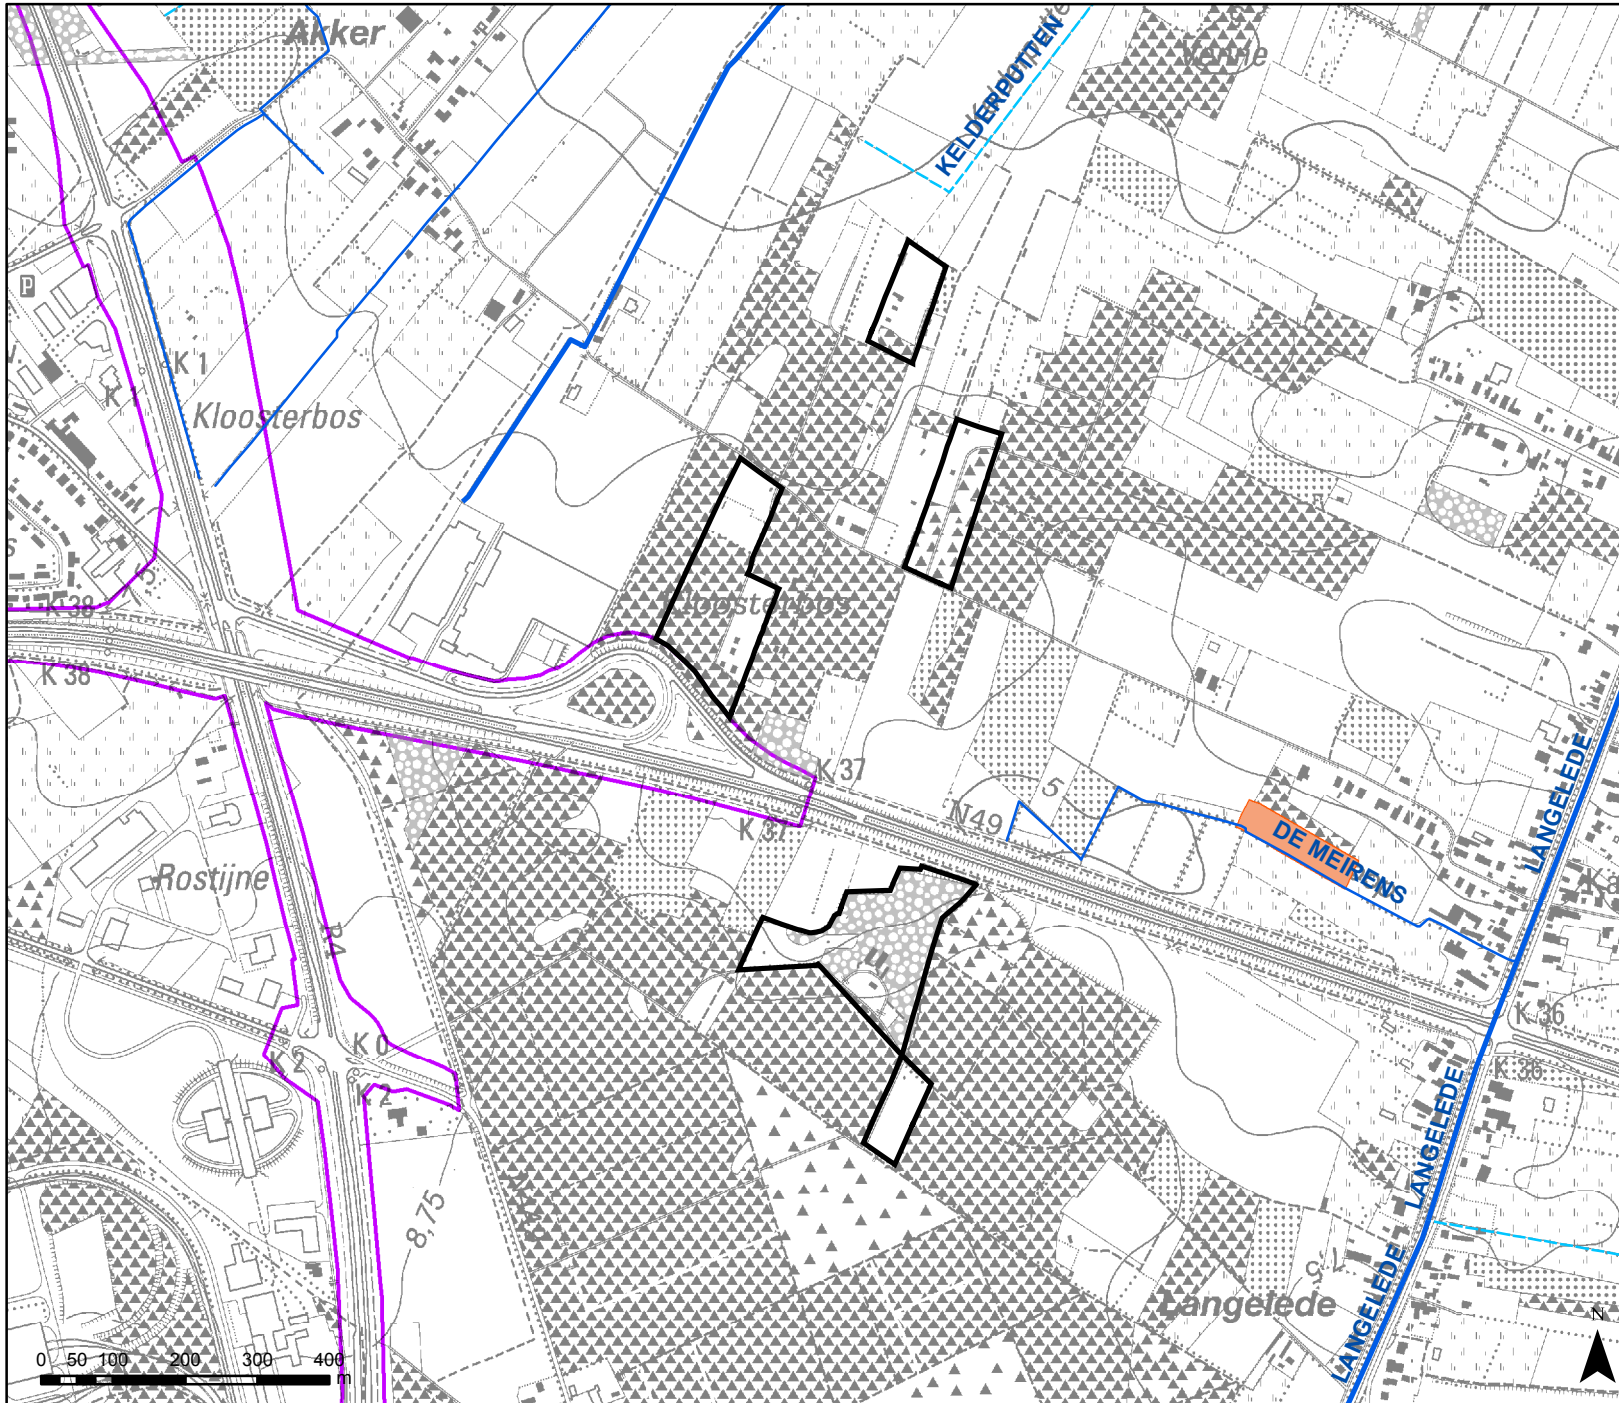 Akker
KELDERPUTTEN
Venne
P
K 1
K 1
Kloosterbos
Kloosterbos
K 38
K 38
K 37
K 37
N49
5
DE MEIRENS
LANGELEDE
Rostijne
R4
K 36
K 36
K 0
K 2
K 2
LANGELEDE
8,75
N
Langelede
LANGELEDE
0 50 100 200 300 400
m